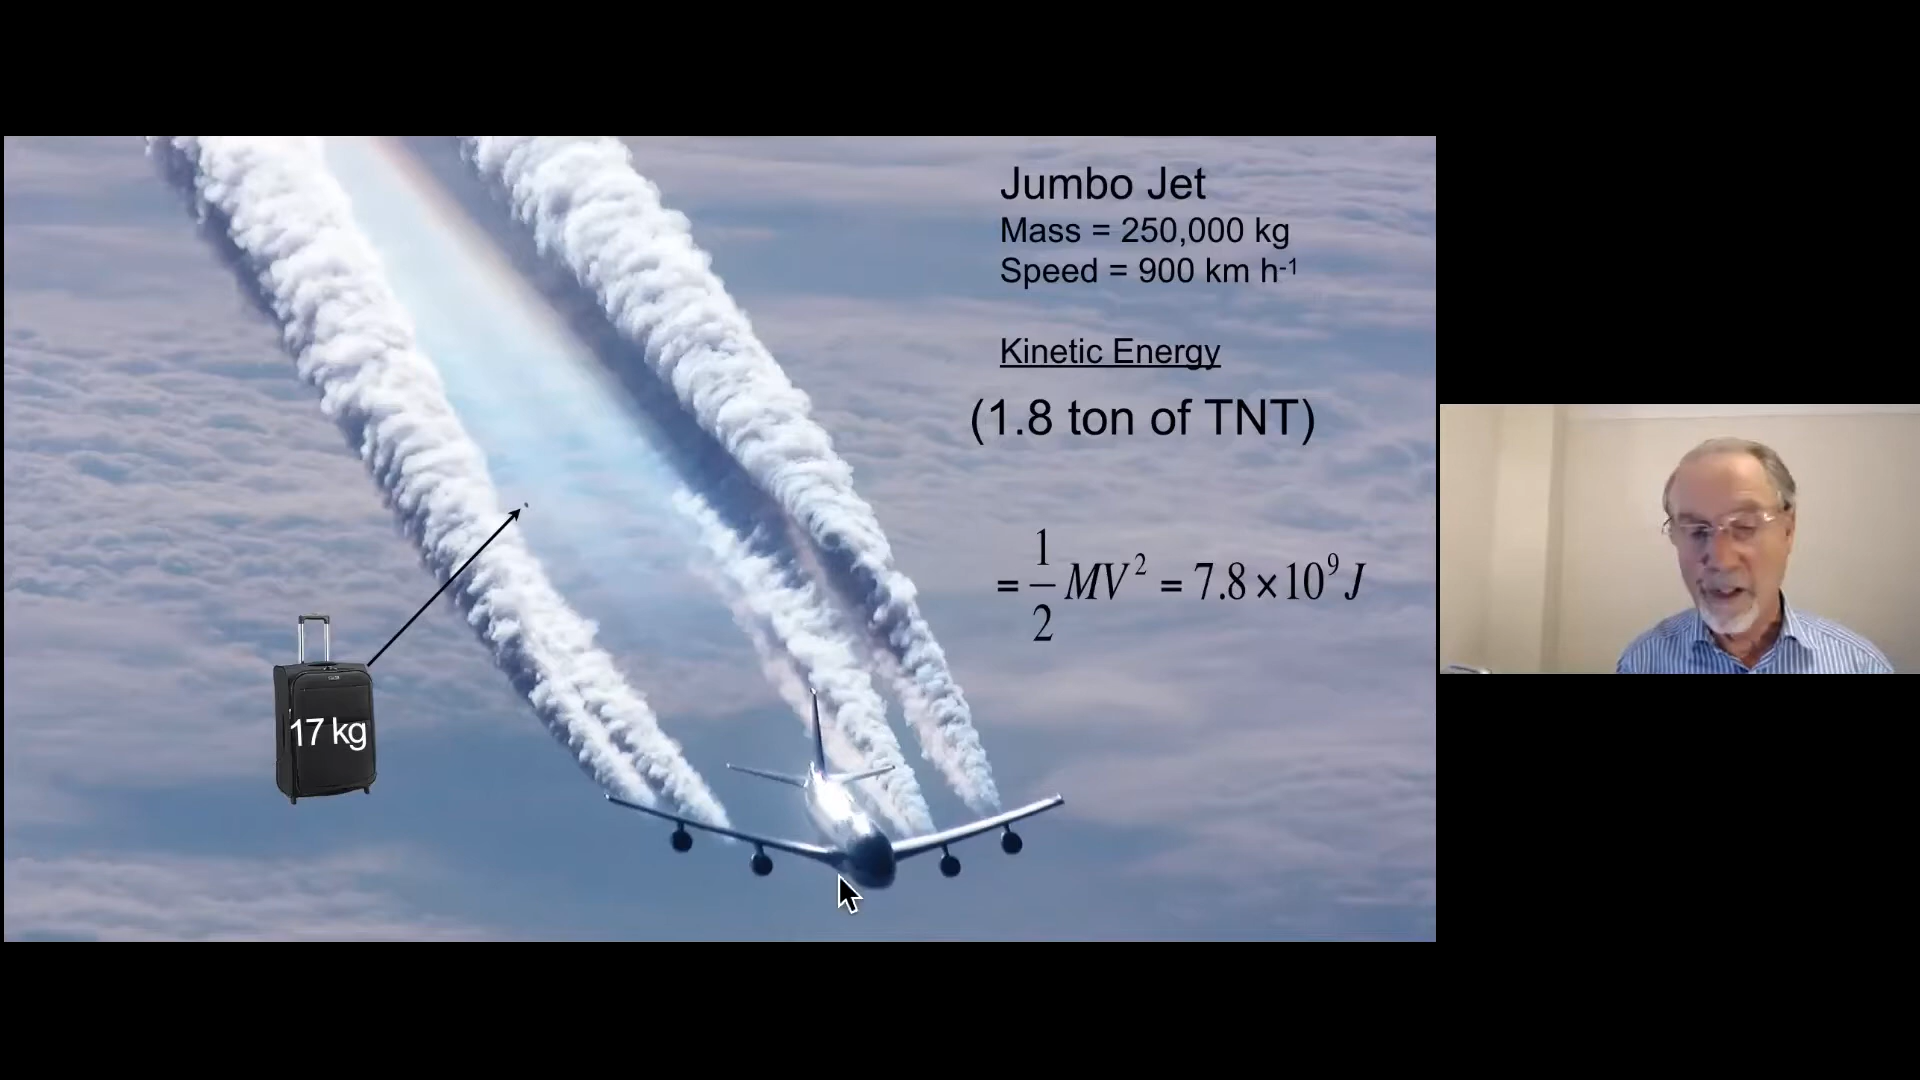 Jumbo Jet
Mass = 250,000 kg
Speed = 900 km h-1
Kinetic Energy
(1.8 ton of TNT)
= 1/2 MV² = 7.8 × 10⁹ J
17 kg